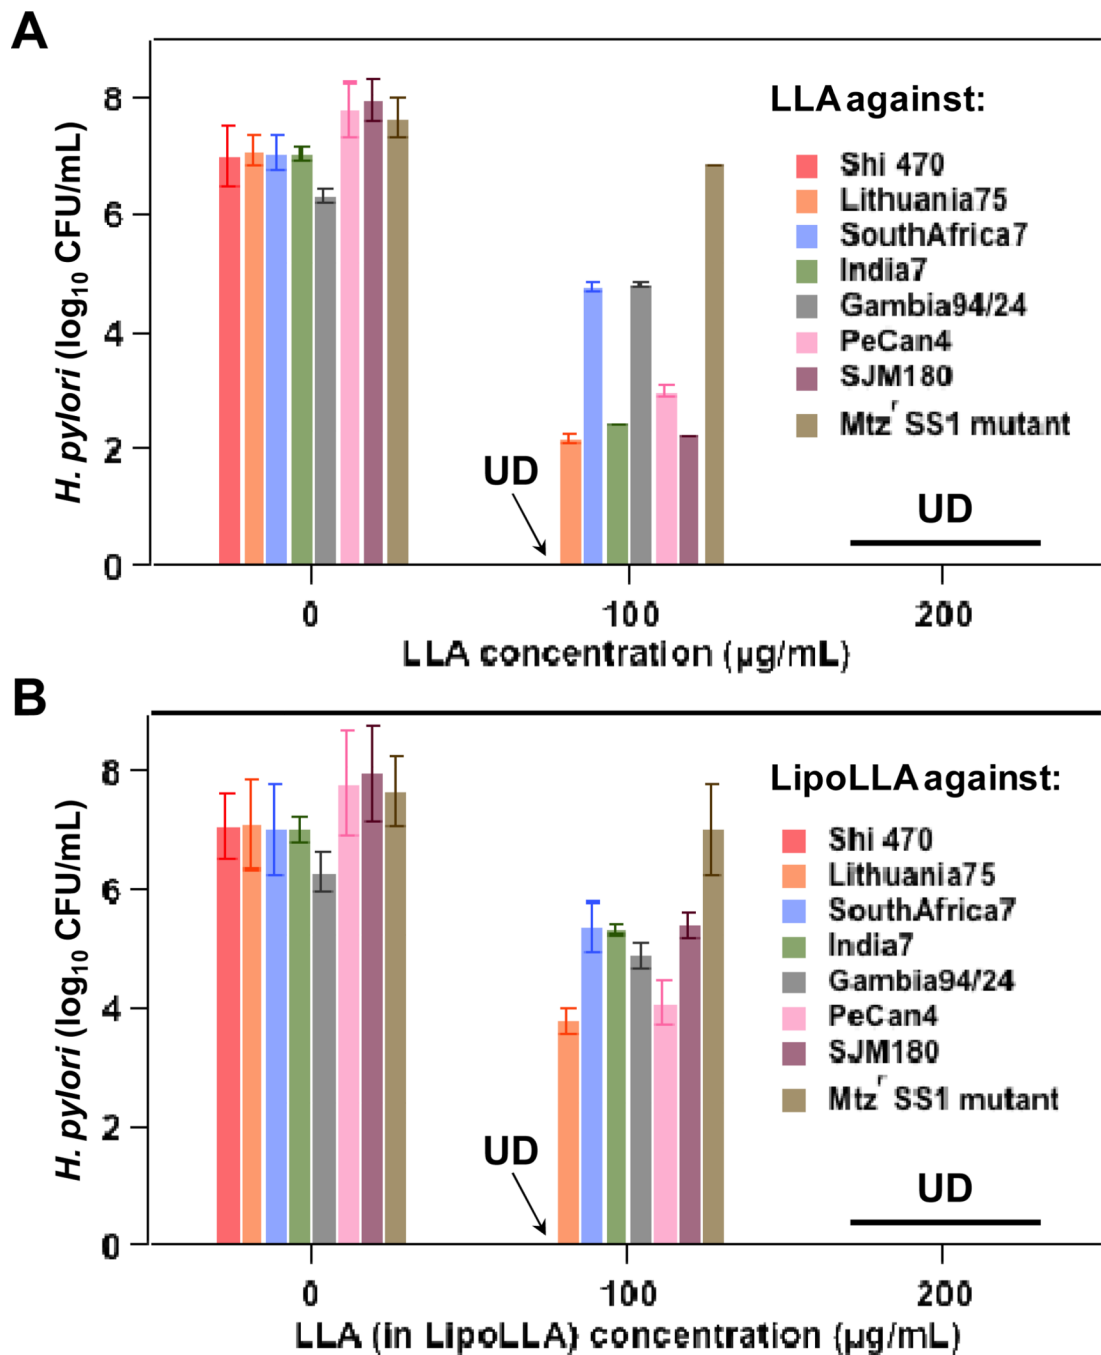 A
LLA against:
Shi 470
Lithuania75
SouthAfrica7
India7
Gambia94/24
PeCan4
SJM180
Mtzʳ SS1 mutant
H. pylori (log₁₀ CFU/mL)
8
6
4
2
0
UD
UD
0 100 200
LLA concentration (µg/mL)
B
LipoLLA against:
Shi 470
Lithuania75
SouthAfrica7
India7
Gambia94/24
PeCan4
SJM180
Mtzʳ SS1 mutant
H. pylori (log₁₀ CFU/mL)
8
6
4
2
0
UD
UD
0 100 200
LLA (in LipoLLA) concentration (µg/mL)